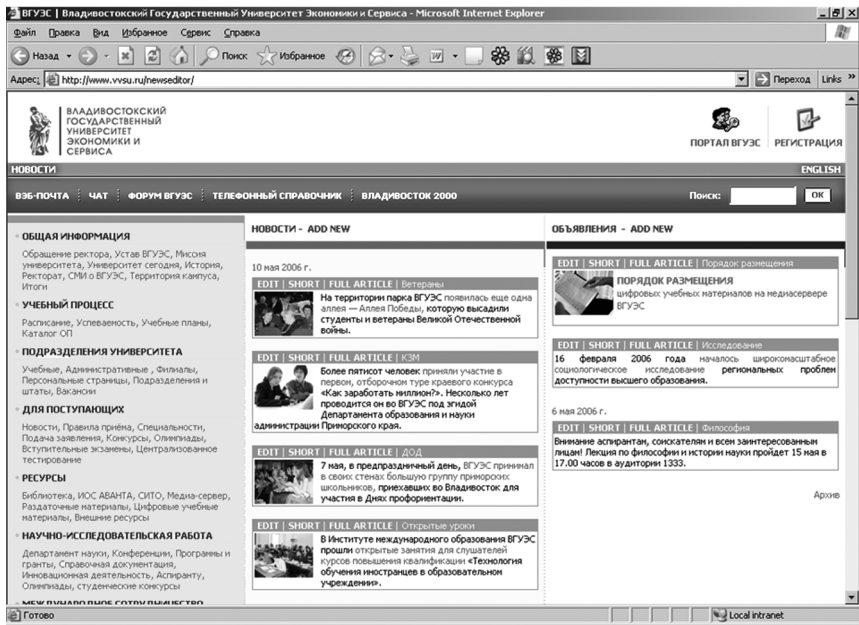 ВГУЭС | Владивостокский Государственный Университет Экономики и Сервиса - Microsoft Internet Explorer
Файл Правка Вид Избранное Сервис Справка
Назад Поиск Избранное
Адрес: http://www.vvsu.ru/newseditor/ Переход Links »
ВЛАДИВОСТОКСКИЙ
ГОСУДАРСТВЕННЫЙ
УНИВЕРСИТЕТ
ЭКОНОМИКИ И
СЕРВИСА
ПОРТАЛ ВГУЭС РЕГИСТРАЦИЯ
НОВОСТИ ENGLISH
ВЭБ-ПОЧТА ЧАТ ФОРУМ ВГУЭС ТЕЛЕФОННЫЙ СПРАВОЧНИК ВЛАДИВОСТОК 2000 Поиск: OK
ОБЩАЯ ИНФОРМАЦИЯ
Обращение ректора, Устав ВГУЭС, Миссия
университета, Университет сегодня, История,
Ректорат, СМИ о ВГУЭС, Территория кампуса,
Итоги
УЧЕБНЫЙ ПРОЦЕСС
Расписание, Успеваемость, Учебные планы,
Каталог ОП
ПОДРАЗДЕЛЕНИЯ УНИВЕРСИТЕТА
Учебные, Административные , Филиалы,
Персональные страницы, Подразделения и
штаты, Вакансии
ДЛЯ ПОСТУПАЮЩИХ
Новости, Правила приёма, Специальности,
Подача заявления, Конкурсы, Олимпиады,
Вступительные экзамены, Централизованное
тестирование
РЕСУРСЫ
Библиотека, ИОС АВАНТА, СИТО, Медиа-сервер,
Раздаточные материалы, Цифровые учебные
материалы, Внешние ресурсы
НАУЧНО-ИССЛЕДОВАТЕЛЬСКАЯ РАБОТА
Департамент науки, Конференции, Программы и
гранты, Справочная документация,
Инновационная деятельность, Аспиранту,
Олимпиады, студенческие конкурсы
МЕЖДУНАРОДНОЕ СОТРУДНИЧЕСТВО
НОВОСТИ - ADD NEW
10 мая 2006 г.
EDIT | SHORT | FULL ARTICLE | Ветераны
На территории парка ВГУЭС появилась еще одна
аллея — Аллея Победы, которую высадили
студенты и ветераны Великой Отечественной
войны.
EDIT | SHORT | FULL ARTICLE | КЗМ
Более пятисот человек приняли участие в
первом, отборочном туре краевого конкурса
«Как заработать миллион?». Несколько лет
проводится он во ВГУЭС под эгидой
Департамента образования и науки
администрации Приморского края.
EDIT | SHORT | FULL ARTICLE | ДОД
7 мая, в предпраздничный день, ВГУЭС принимал
в своих стенах большую группу приморских
школьников, приехавших во Владивосток для
участия в Днях профориентации.
EDIT | SHORT | FULL ARTICLE | Открытые уроки
В Институте международного образования ВГУЭС
прошли открытые занятия для слушателей
курсов повышения квалификации «Технология
обучения иностранцев в образовательном
учреждении».
ОБЪЯВЛЕНИЯ - ADD NEW
EDIT | SHORT | FULL ARTICLE | Порядок размещения
ПОРЯДОК РАЗМЕЩЕНИЯ
цифровых учебных материалов на медиасервере
ВГУЭС
EDIT | SHORT | FULL ARTICLE | Исследование
16 февраля 2006 года началось широкомасштабное
социологическое исследование региональных проблем
доступности высшего образования.
6 мая 2006 г.
EDIT | SHORT | FULL ARTICLE | Философия
Внимание аспирантам, соискателям и всем заинтересованным
лицам! Лекция по философии и истории науки пройдет 15 мая в
17.00 часов в аудитории 1333.
Архив
Готово Local intranet